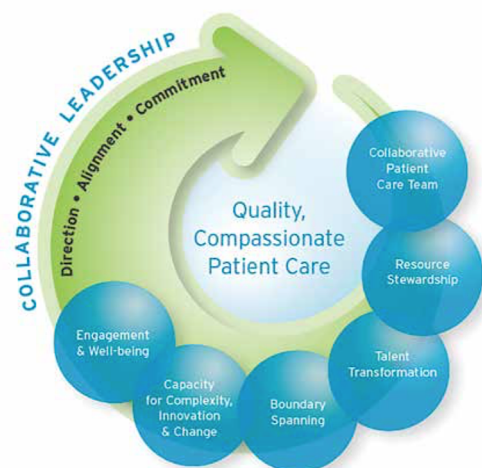 COLLABORATIVE LEADERSHIP
Direction • Alignment • Commitment
Quality,
Compassionate
Patient Care
Collaborative
Patient
Care Team
Resource
Stewardship
Talent
Transformation
Boundary
Spanning
Capacity
for Complexity,
Innovation
& Change
Engagement
& Well-being